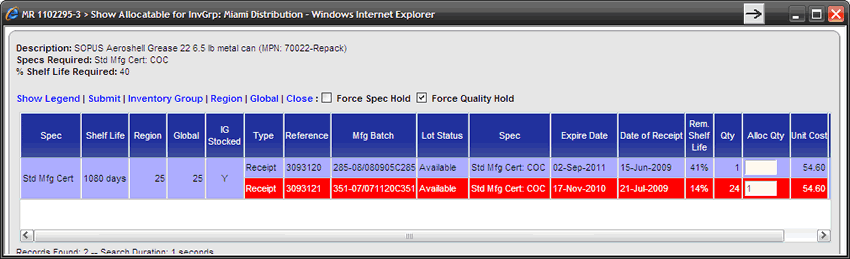 MR 1102295-3 > Show Allocatable for InvGrp: Miami Distribution - Windows Internet Explorer
Description: SOPUS Aeroshell Grease 22 6.5 lb metal can (MPN: 70022-Repack)
Specs Required: Std Mfg Cert: COC
% Shelf Life Required: 40
Show Legend | Submit | Inventory Group | Region | Global | Close : Force Spec Hold Force Quality Hold
Spec Shelf Life Region Global IG Stocked Type Reference Mfg Batch Lot Status Spec Expire Date Date of Receipt Rem. Shelf Life Qty Alloc Qty Unit Cost
Std Mfg Cert 1080 days 25 25 Y
Receipt 3093120 285-08/080905C285 Available Std Mfg Cert: COC 02-Sep-2011 15-Jun-2009 41% 1 54.60
Receipt 3093121 351-07/071120C351 Available Std Mfg Cert: COC 17-Nov-2010 21-Jul-2009 14% 24 1 54.60
Records Found: 2 -- Search Duration: 1 seconds